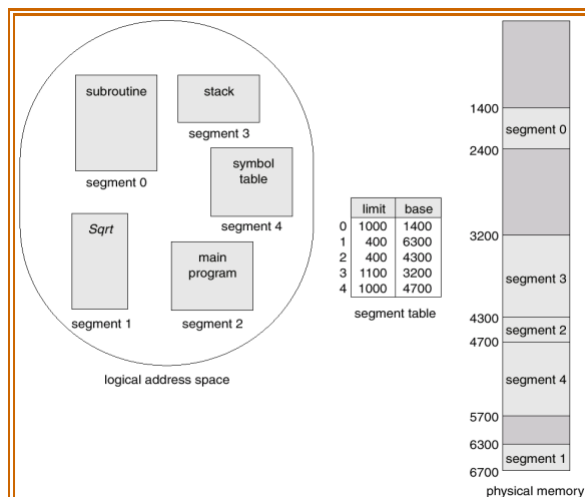 subroutine
segment 0
stack
segment 3
symbol
table
segment 4
Sqrt
segment 1
main
program
segment 2
logical address space
limit base
0 1000 1400
1 400 6300
2 400 4300
3 1100 3200
4 1000 4700
segment table
1400
segment 0
2400
3200
segment 3
4300
segment 2
4700
segment 4
5700
6300
segment 1
6700
physical memory